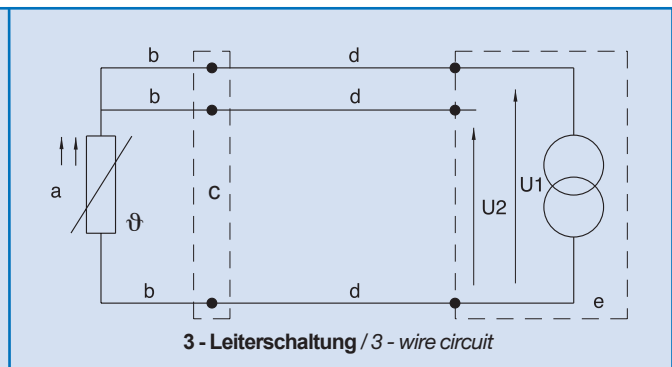 b d
b d
a ϑ c U2 U1
b d e
3 - Leiterschaltung / 3 - wire circuit